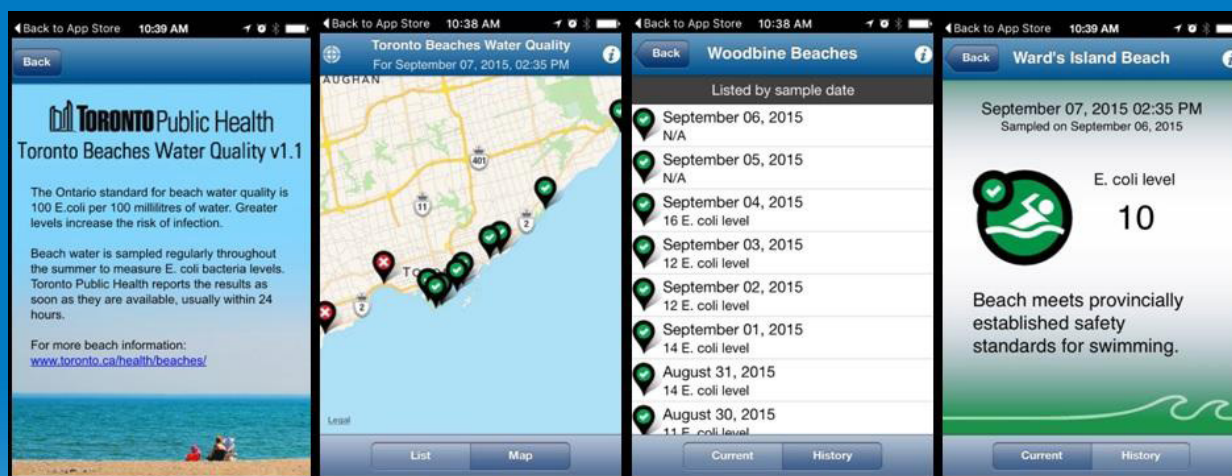 Back to App Store 10:39 AM
Back
TORONTO Public Health
Toronto Beaches Water Quality v1.1
The Ontario standard for beach water quality is
100 E.coli per 100 millilitres of water. Greater
levels increase the risk of infection.
Beach water is sampled regularly throughout
the summer to measure E. coli bacteria levels.
Toronto Public Health reports the results as
soon as they are available, usually within 24
hours.
For more beach information:
www.toronto.ca/health/beaches/
Back to App Store 10:38 AM
Toronto Beaches Water Quality
For September 07, 2015, 02:35 PM
AUGHAN
401
11
2
2
Legal
List Map
Back to App Store 10:38 AM
Back Woodbine Beaches
Listed by sample date
September 06, 2015
N/A
September 05, 2015
N/A
September 04, 2015
16 E. coli level
September 03, 2015
12 E. coli level
September 02, 2015
12 E. coli level
September 01, 2015
14 E. coli level
August 31, 2015
14 E. coli level
August 30, 2015
11 E. coli level
Current History
Back to App Store 10:39 AM
Back Ward's Island Beach
September 07, 2015 02:35 PM
Sampled on September 06, 2015
E. coli level
10
Beach meets provincially
established safety
standards for swimming.
Current History